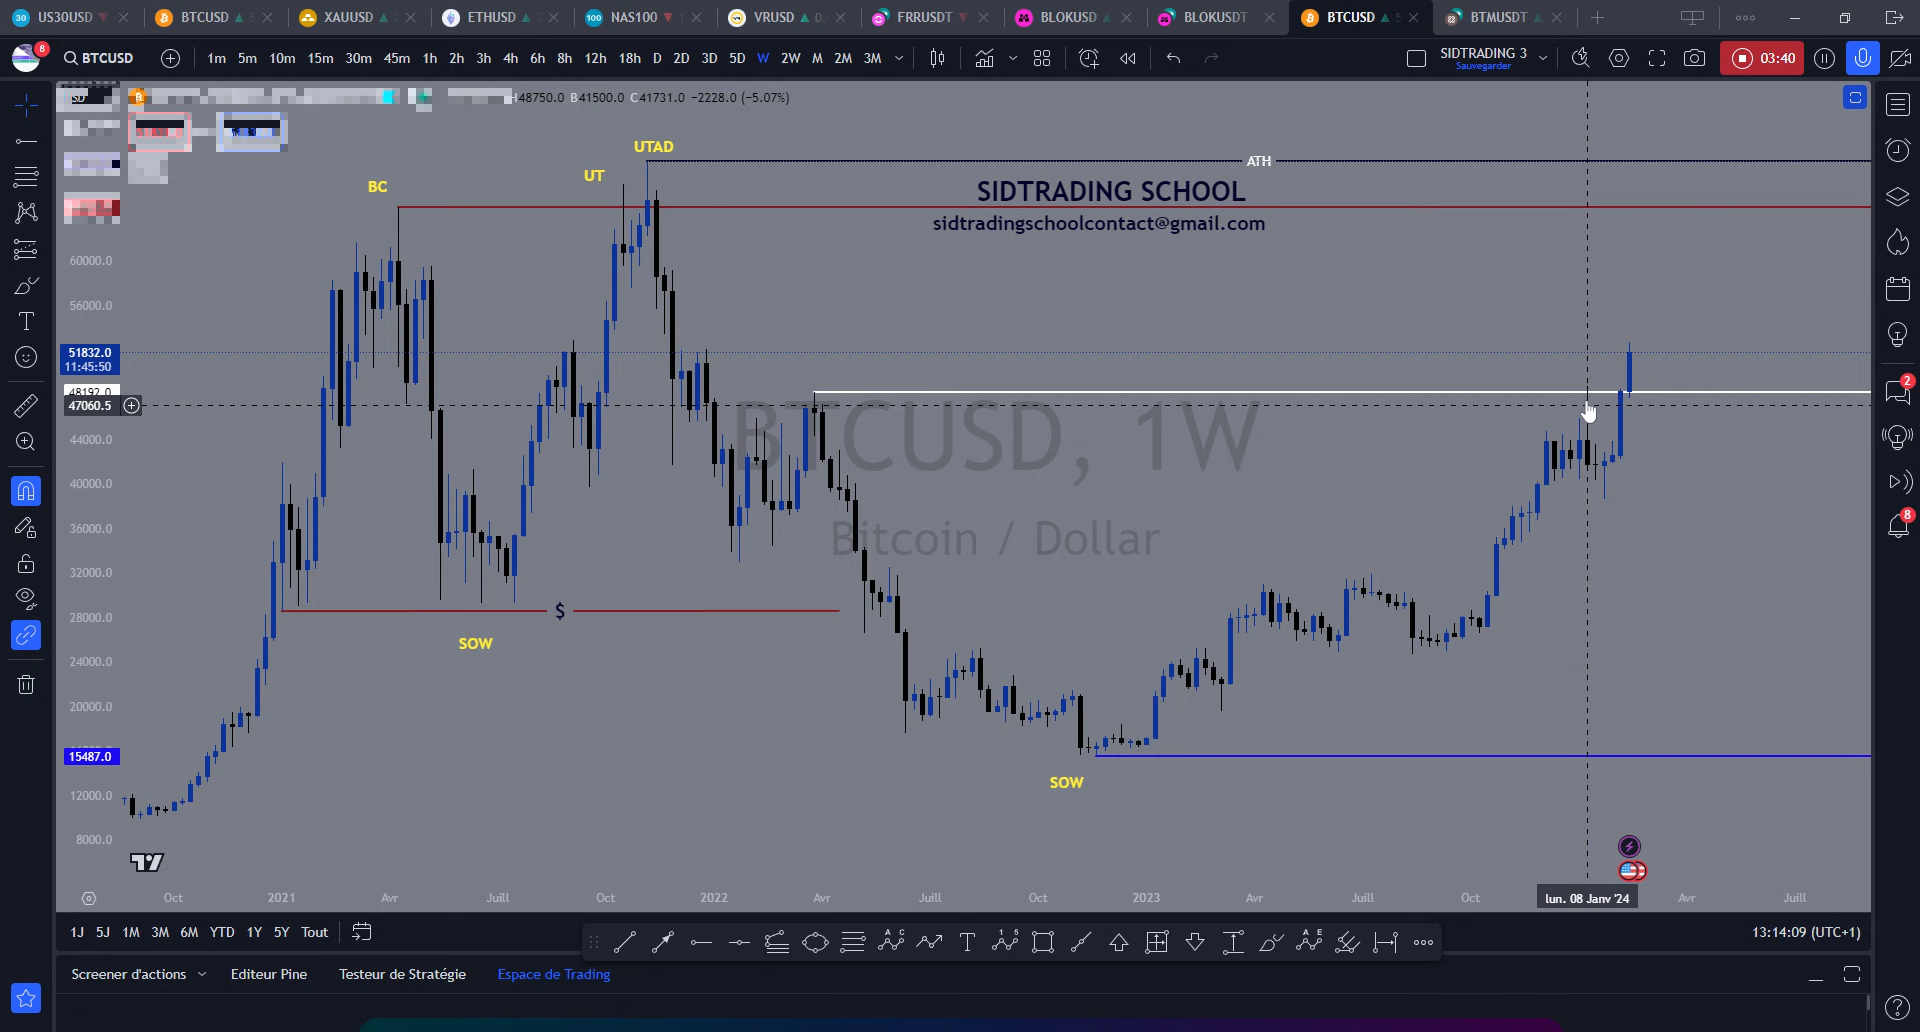 US30USD XAUUSD ETHUSD NAS100 VRUSD FRRUSDT BLOKUSD BLOKUSDT BTCUSD BTMUSDT
8 BTCUSD 1m 5m 10m 15m 30m 45m 1h 2h 3h 4h 6h 8h 12h 18h D 2D 3D 5D W 2W M 2M 3M SIDTRADING 3 03:40
Sauvegarder
H48750.0 B41500.0 C41731.0 −2228.0 (−5.07%)
UTAD
ATH
UT
BC
SIDTRADING SCHOOL
sidtradingschoolcontact@gmail.com
60000.0
56000.0
51832.0
11:45:50
48192.0
47060.5
BTCUSD, 1W
44000.0
40000.0
36000.0
Bitcoin / Dollar
32000.0
28000.0
$
SOW
24000.0
20000.0
15487.0
SOW
12000.0
8000.0
Oct 2021 Avr Juill Oct 2022 Avr Juill Oct 2023 Avr Juill Oct lun. 08 Janv '24 Avr Juill
1J 5J 1M 3M 6M YTD 1Y 5Y Tout 13:14:09 (UTC+1)
Screener d'actions Editeur Pine Testeur de Stratégie Espace de Trading